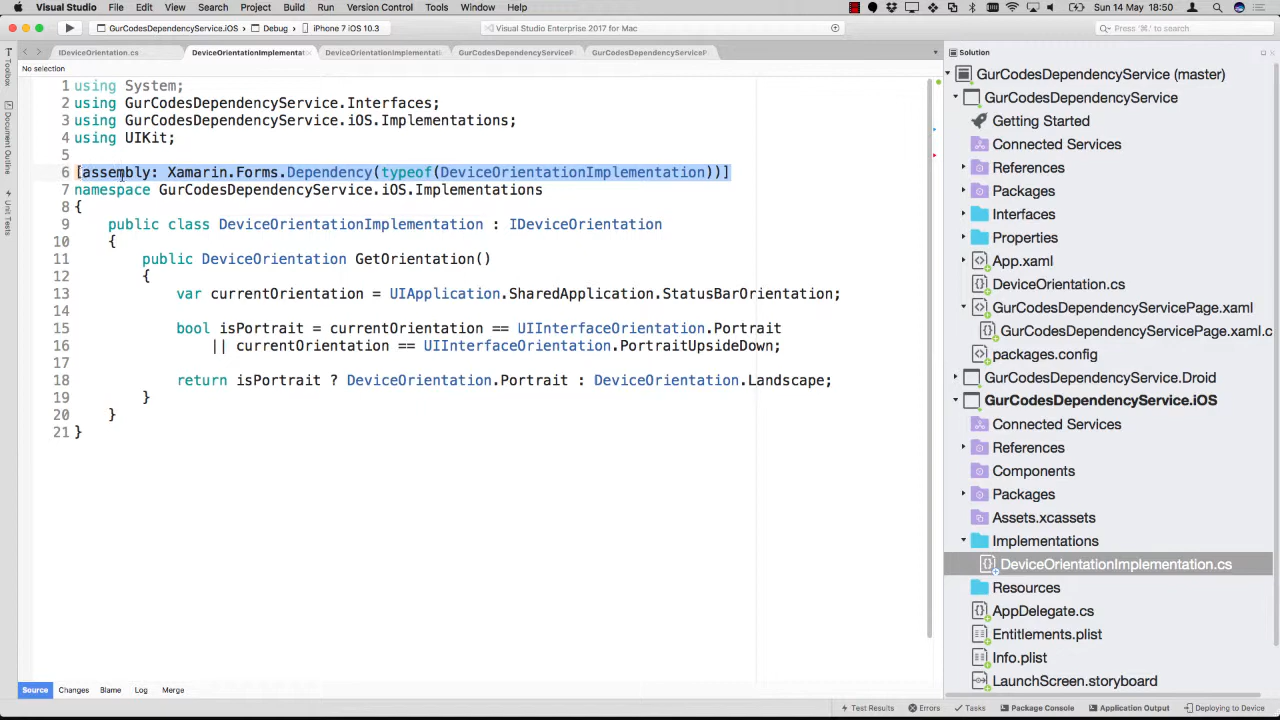 Visual Studio File Edit View Search Project Build Run Version Control Tools Window Help Sun 14 May 18:50
GurCodesDependencyService.iOS > Debug > iPhone 7 iOS 10.3 Visual Studio Enterprise 2017 for Mac Press '⌘.' to search
IDeviceOrientation.cs DeviceOrientationImplementat DeviceOrientationImplementati GurCodesDependencyServiceP GurCodesDependencyServiceP Solution
No selection
Toolbox
Document Outline
Unit Tests
1 using System;
2 using GurCodesDependencyService.Interfaces;
3 using GurCodesDependencyService.iOS.Implementations;
4 using UIKit;
5
6 [assembly: Xamarin.Forms.Dependency(typeof(DeviceOrientationImplementation))]
7 namespace GurCodesDependencyService.iOS.Implementations
8 {
9 public class DeviceOrientationImplementation : IDeviceOrientation
10 {
11 public DeviceOrientation GetOrientation()
12 {
13 var currentOrientation = UIApplication.SharedApplication.StatusBarOrientation;
14
15 bool isPortrait = currentOrientation == UIInterfaceOrientation.Portrait
16 || currentOrientation == UIInterfaceOrientation.PortraitUpsideDown;
17
18 return isPortrait ? DeviceOrientation.Portrait : DeviceOrientation.Landscape;
19 }
20 }
21 }
GurCodesDependencyService (master)
GurCodesDependencyService
Getting Started
Connected Services
References
Packages
Interfaces
Properties
App.xaml
DeviceOrientation.cs
GurCodesDependencyServicePage.xaml
GurCodesDependencyServicePage.xaml.c
packages.config
GurCodesDependencyService.Droid
GurCodesDependencyService.iOS
Connected Services
References
Components
Packages
Assets.xcassets
Implementations
DeviceOrientationImplementation.cs
Resources
AppDelegate.cs
Entitlements.plist
Info.plist
LaunchScreen.storyboard
Source Changes Blame Log Merge
Test Results Errors Tasks Package Console Application Output Deploying to Device